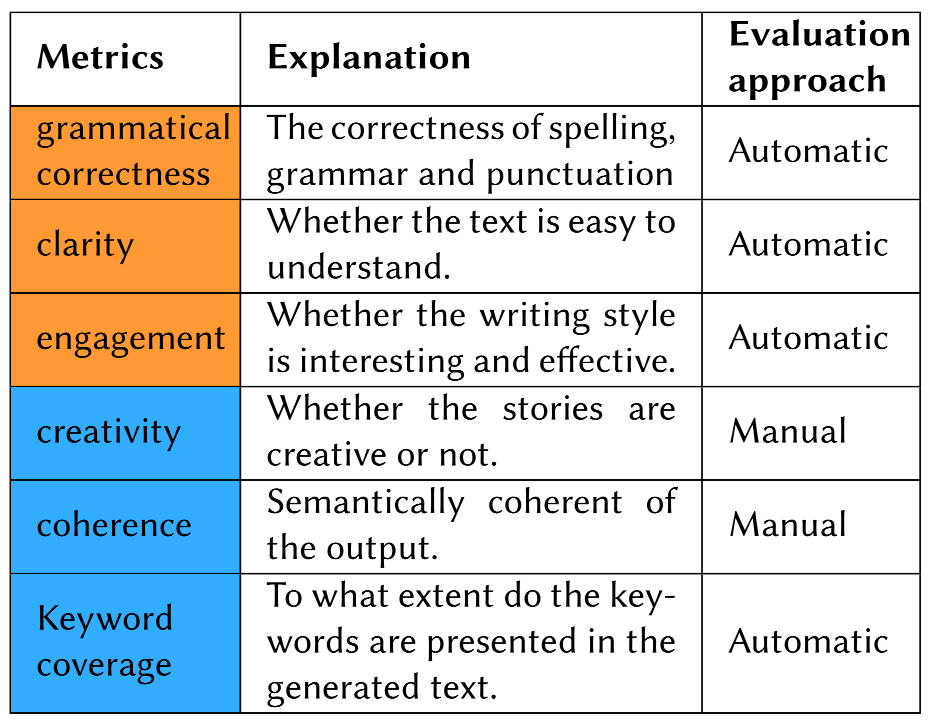 Metrics
Explanation
Evaluation
approach
grammatical
correctness
The correctness of spelling,
grammar and punctuation
Automatic
clarity
Whether the text is easy to
understand.
Automatic
engagement
Whether the writing style
is interesting and effective.
Automatic
creativity
Whether the stories are
creative or not.
Manual
coherence
Semantically coherent of
the output.
Manual
Keyword
coverage
To what extent do the key-
words are presented in the
generated text.
Automatic